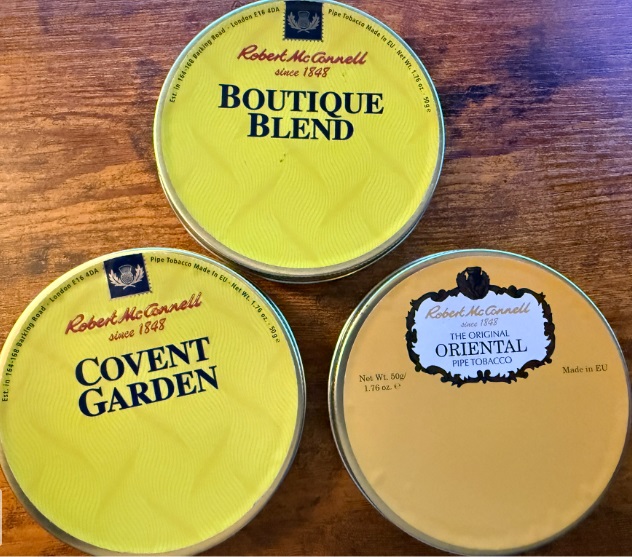 Est. in 164-168 Barking Road - London E16 4DA
Pipe Tobacco Made in EU - Net Wt. 1.76 oz. - 50g e
Robert McConnell
since 1848
BOUTIQUE
BLEND
Est. in 164-168 Barking Road - London E16 4DA
Pipe Tobacco Made in EU - Net Wt. 1.76 oz. - 50g e
Robert McConnell
since 1848
COVENT
GARDEN
Robert McConnell
since 1848
THE ORIGINAL
ORIENTAL
PIPE TOBACCO
Net Wt. 50g/
1.76 oz. e
Made in EU